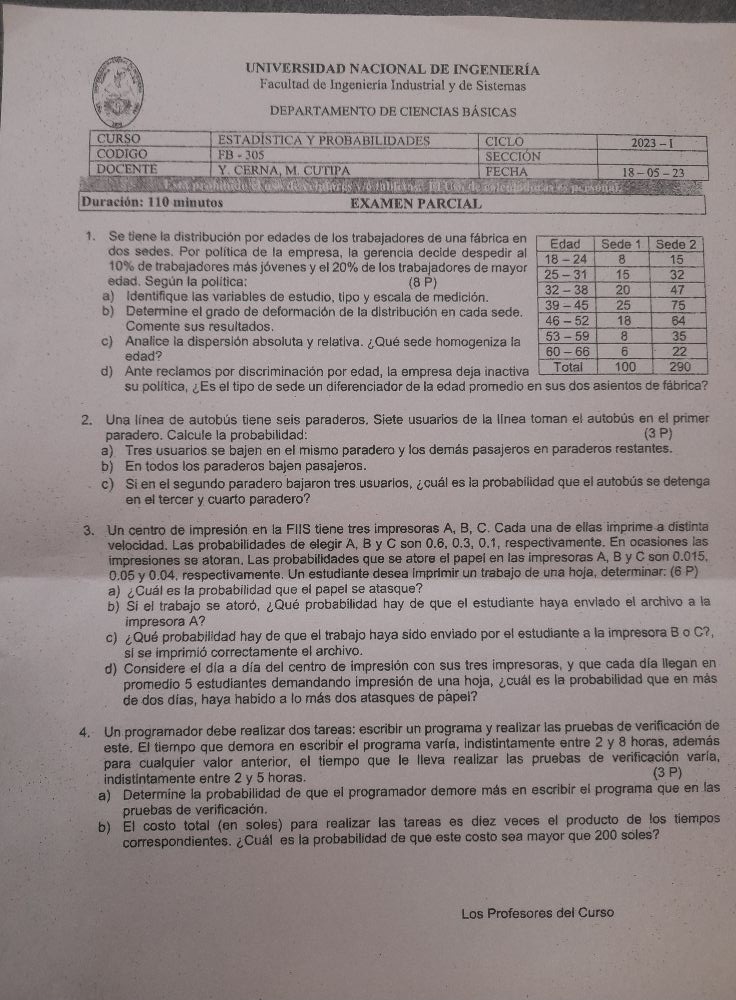 UNIVERSIDAD NACIONAL DE INGENIERÍA
Facultad de Ingeniería Industrial y de Sistemas
DEPARTAMENTO DE CIENCIAS BÁSICAS
CURSO ESTADÍSTICA Y PROBABILIDADES CICLO 2023 – I
CODIGO FB - 305 SECCIÓN
DOCENTE Y. CERNA, M. CUTIPA FECHA 18 – 05 – 23
Esta prohibido el uso de celulares y/o tabletas. El Uso de calculadoras es personal.
Duración: 110 minutos EXAMEN PARCIAL
1. Se tiene la distribución por edades de los trabajadores de una fábrica en
dos sedes. Por política de la empresa, la gerencia decide despedir al
10% de trabajadores más jóvenes y el 20% de los trabajadores de mayor
edad. Según la política: (8 P)
a) Identifique las variables de estudio, tipo y escala de medición.
b) Determine el grado de deformación de la distribución en cada sede.
Comente sus resultados.
c) Analice la dispersión absoluta y relativa. ¿Qué sede homogeniza la
edad?
d) Ante reclamos por discriminación por edad, la empresa deja inactiva
su política, ¿Es el tipo de sede un diferenciador de la edad promedio en sus dos asientos de fábrica?
Edad Sede 1 Sede 2
18 – 24 8 15
25 – 31 15 32
32 – 38 20 47
39 – 45 25 75
46 – 52 18 64
53 – 59 8 35
60 – 66 6 22
Total 100 290
2. Una línea de autobús tiene seis paraderos. Siete usuarios de la línea toman el autobús en el primer
paradero. Calcule la probabilidad: (3 P)
a) Tres usuarios se bajen en el mismo paradero y los demás pasajeros en paraderos restantes.
b) En todos los paraderos bajen pasajeros.
c) Si en el segundo paradero bajaron tres usuarios, ¿cuál es la probabilidad que el autobús se detenga
en el tercer y cuarto paradero?
3. Un centro de impresión en la FIIS tiene tres impresoras A, B, C. Cada una de ellas imprime a distinta
velocidad. Las probabilidades de elegir A, B y C son 0.6, 0.3, 0.1, respectivamente. En ocasiones las
impresiones se atoran. Las probabilidades que se atore el papel en las impresoras A, B y C son 0.015,
0.05 y 0.04, respectivamente. Un estudiante desea imprimir un trabajo de una hoja, determinar: (6 P)
a) ¿Cuál es la probabilidad que el papel se atasque?
b) Si el trabajo se atoró, ¿Qué probabilidad hay de que el estudiante haya enviado el archivo a la
impresora A?
c) ¿Qué probabilidad hay de que el trabajo haya sido enviado por el estudiante a la impresora B o C?,
si se imprimió correctamente el archivo.
d) Considere el día a día del centro de impresión con sus tres impresoras, y que cada día llegan en
promedio 5 estudiantes demandando impresión de una hoja, ¿cuál es la probabilidad que en más
de dos días, haya habido a lo más dos atasques de papel?
4. Un programador debe realizar dos tareas: escribir un programa y realizar las pruebas de verificación de
este. El tiempo que demora en escribir el programa varía, indistintamente entre 2 y 8 horas, además
para cualquier valor anterior, el tiempo que le lleva realizar las pruebas de verificación varía,
indistintamente entre 2 y 5 horas. (3 P)
a) Determine la probabilidad de que el programador demore más en escribir el programa que en las
pruebas de verificación.
b) El costo total (en soles) para realizar las tareas es diez veces el producto de los tiempos
correspondientes. ¿Cuál es la probabilidad de que este costo sea mayor que 200 soles?
Los Profesores del Curso